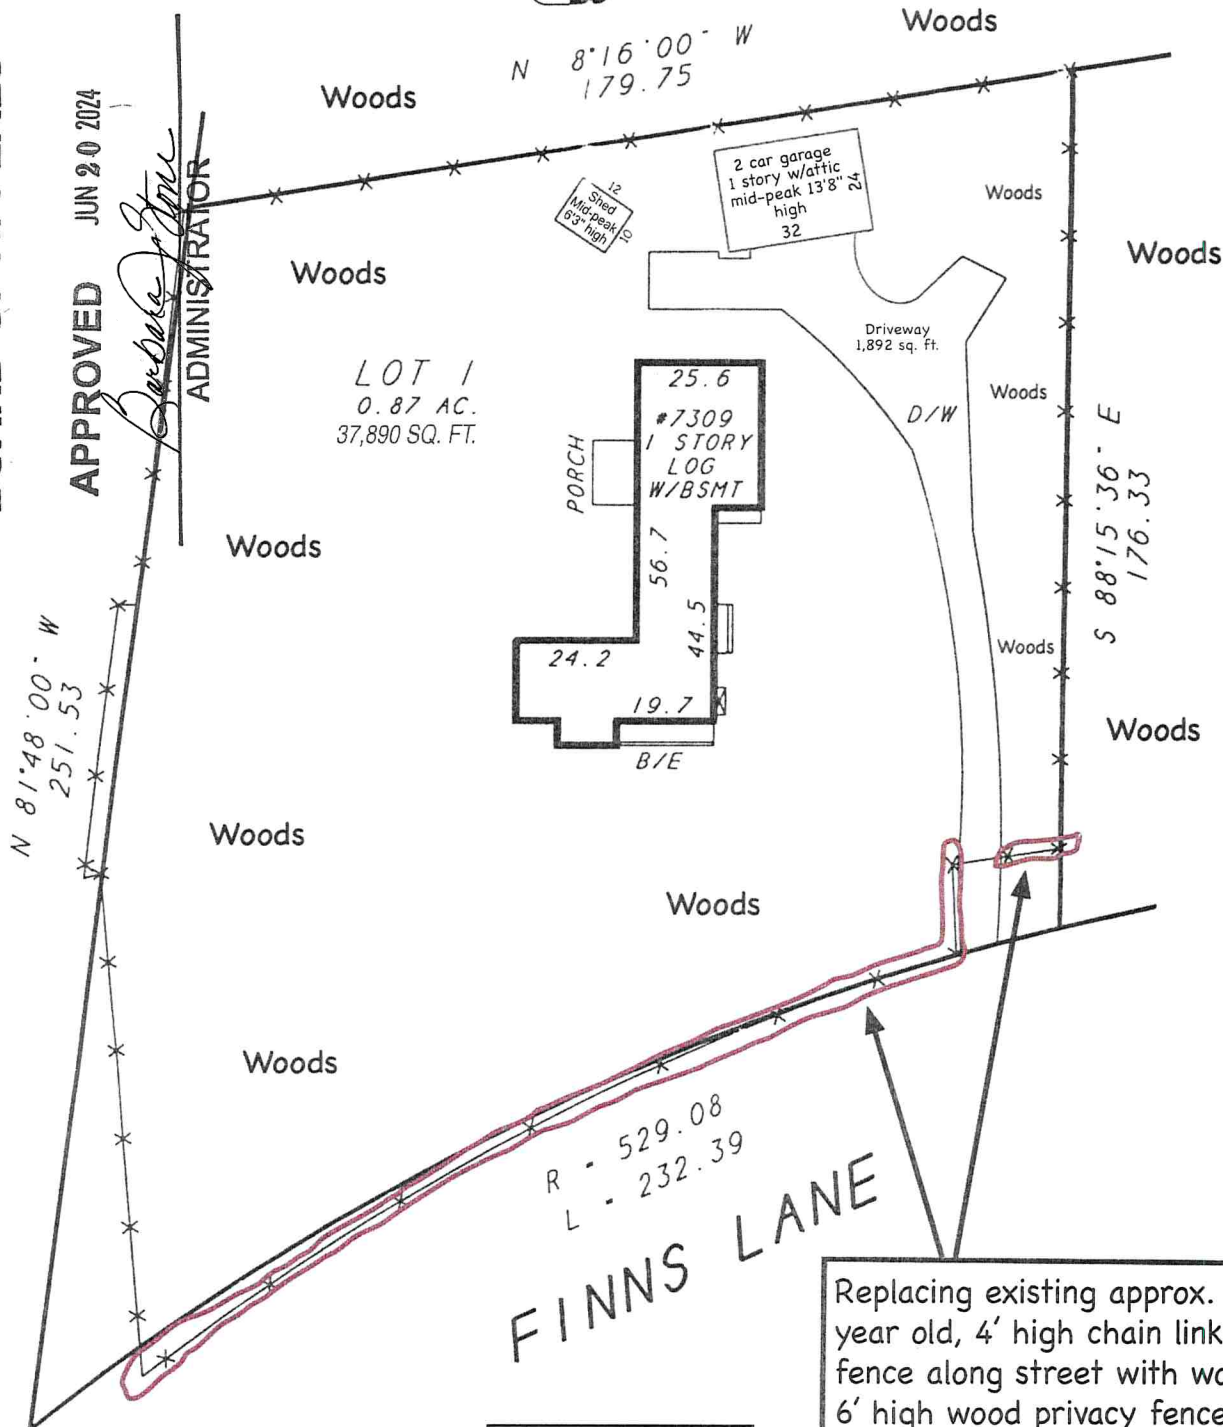 Woods
N 8°16'00" W
179.75
Woods
APPROVED JUN 20 2024
Barbara J Stone
ADMINISTRATOR
2 car garage
1 story w/attic
mid-peak 13'8"
high
32
24
12
Shed
Mid-peak
6'3" high
10
Woods
Woods
Woods
Driveway
1,892 sq. ft.
LOT 1
0.87 AC.
37,890 SQ. FT.
25.6
#7309
1 STORY
LOG
W/BSMT
PORCH
D/W
Woods
S 88°15'36" E
176.33
Woods
56.7
44.5
24.2
19.7
B/E
Woods
Woods
N 81°48'00" W
251.53
Woods
Woods
Woods
R - 529.08
L - 232.39
FINNS LANE
Replacing existing approx.
year old, 4' high chain link
fence along street with
6' high wood privacy fence